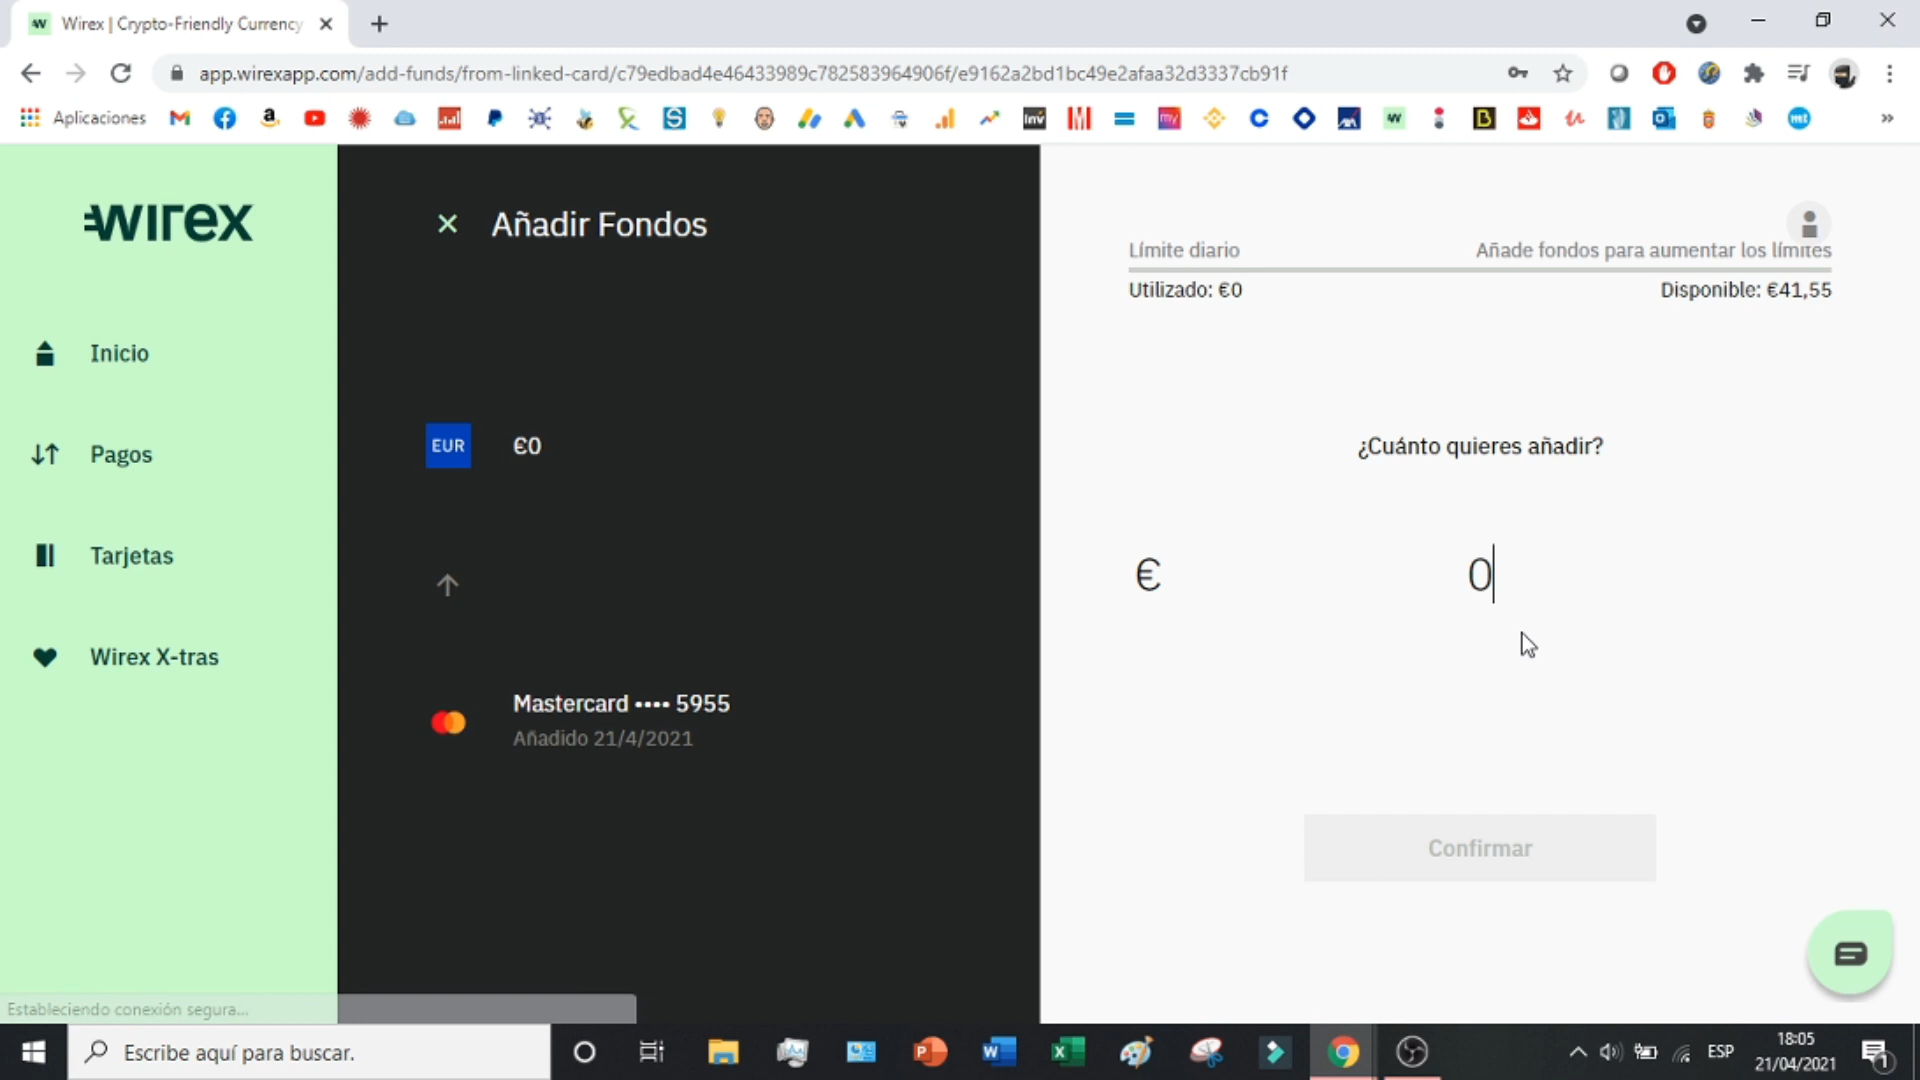 Wirex | Crypto-Friendly Currency
app.wirexapp.com/add-funds/from-linked-card/c79edbad4e46433989c782583964906f/e9162a2bd1bc49e2afaa32d3337cb91f
Aplicaciones
wirex
Inicio
Pagos
Tarjetas
Wirex X-tras
Añadir Fondos
EUR €0
Mastercard •••• 5955
Añadido 21/4/2021
Límite diario Añade fondos para aumentar los límites
Utilizado: €0 Disponible: €41,55
¿Cuánto quieres añadir?
€ 0
Confirmar
Estableciendo conexión segura...
Escribe aquí para buscar.
ESP
18:05
21/04/2021
1